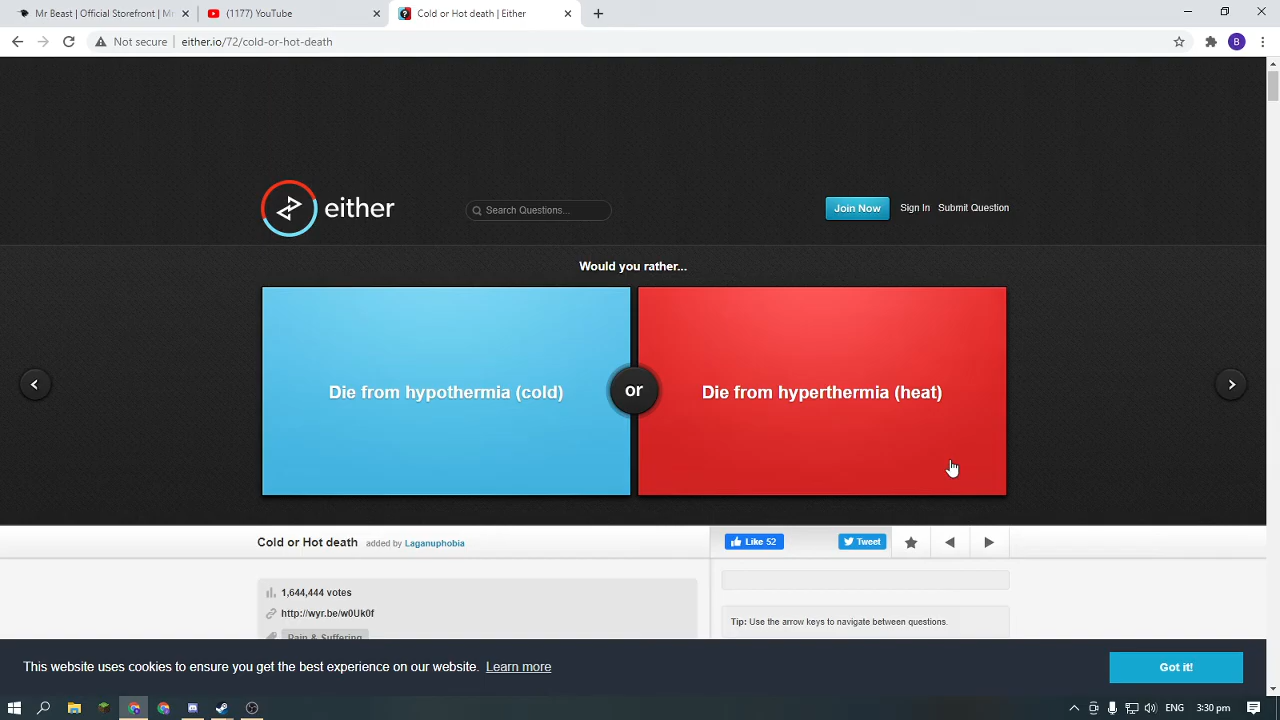 Mr Beast | Official Storefront | Mr
(1177) YouTube
Cold or Hot death | Either
Not secure
either.io/72/cold-or-hot-death
B
either
Search Questions...
Join Now
Sign In
Submit Question
Would you rather...
Die from hypothermia (cold)
or
Die from hyperthermia (heat)
Cold or Hot death
added by Laganuphobia
Like 52
Tweet
1,644,444 votes
http://wyr.be/w0Uk0f
Pain & Suffering
Tip: Use the arrow keys to navigate between questions.
This website uses cookies to ensure you get the best experience on our website. Learn more
Got it!
ENG
3:30 pm